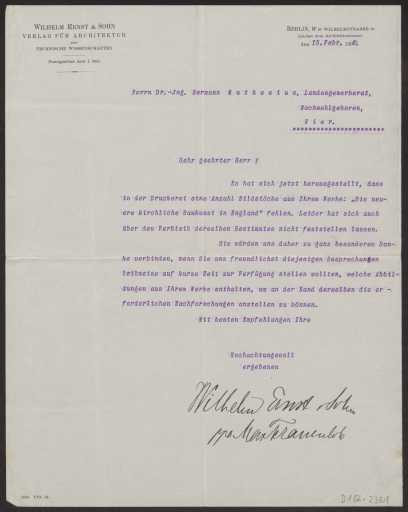 WILHELM ERNST & SOHN
VERLAG FÜR ARCHITEKTUR
UND
TECHNISCHE WISSENSCHAFTEN
BERLIN, W 66 WILHELMSTRASSE 90
den 15. Febr.
Herrn Dr.-Ing. Hermann Muthesius, Landesgewerberat,
Hochwohlgeboren,
Hier.
Sehr geehrter Herr !
Es hat sich jetzt herausgestellt, dass
in der Druckerei eine Anzahl Bildstöcke aus Ihrem Werke: „Die neu-
ere kirchliche Baukunst in England" fehlen. Leider hat sich auch
über den Verbleib derselben Bestimmtes nicht feststellen lassen.
Sie würden uns daher zu ganz besonderem Dan-
ke verbinden, wenn Sie uns freundlichst diejenigen Besprechungen
leihweise auf kurze Zeit zur Verfügung stellen wollten, welche Abbil-
dungen aus Ihrem Werke enthalten, um an der Hand derselben die er-
forderlichen Nachforschungen anstellen zu können.
Mit besten Empfehlungen Ihre
Hochachtungsvoll
ergebenen
Wilhelm Ernst & Sohn
ppa Max Frauenlob